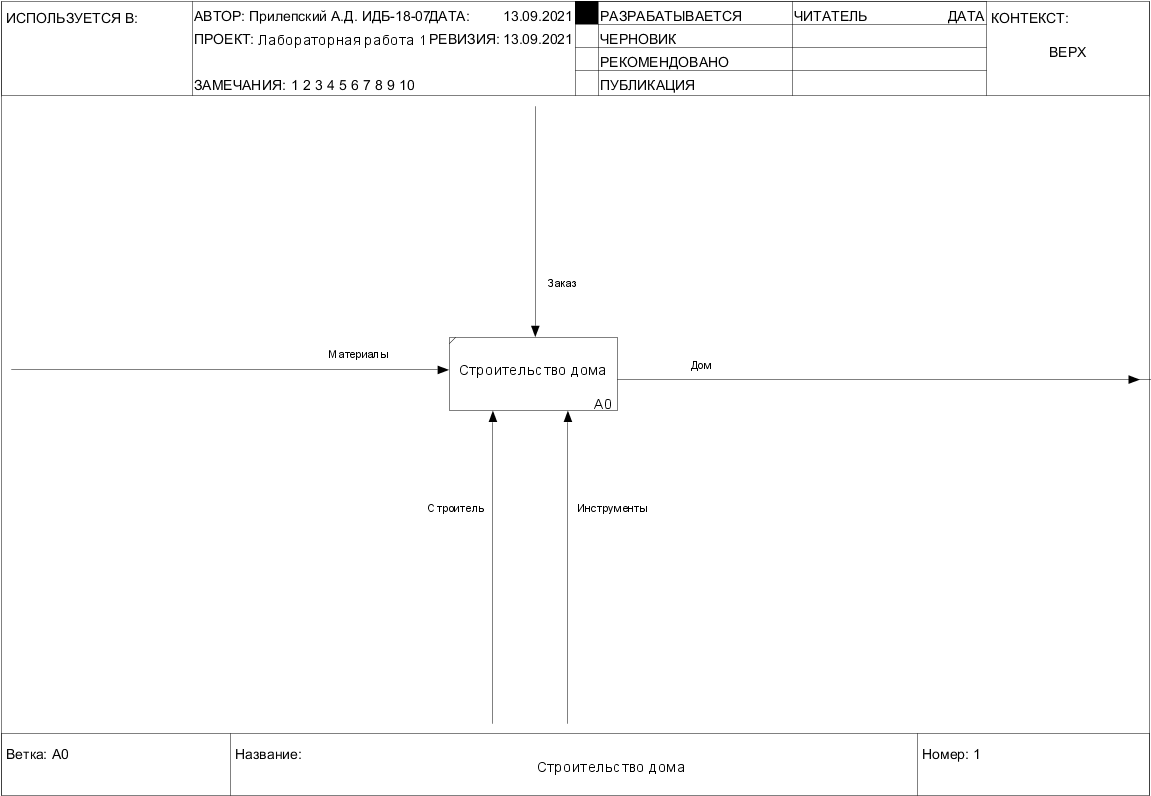 ИСПОЛЬЗУЕТСЯ В:
АВТОР: Прилепский А.Д. ИДБ-18-07ДАТА: 13.09.2021
ПРОЕКТ: Лабораторная работа 1 РЕВИЗИЯ: 13.09.2021
ЗАМЕЧАНИЯ: 1 2 3 4 5 6 7 8 9 10
РАЗРАБАТЫВАЕТСЯ
ЧЕРНОВИК
РЕКОМЕНДОВАНО
ПУБЛИКАЦИЯ
ЧИТАТЕЛЬ ДАТА
КОНТЕКСТ:
ВЕРХ
Заказ
Материалы
Строительство дома
A0
Дом
Строитель
Инструменты
Ветка: A0
Название:
Строительство дома
Номер: 1